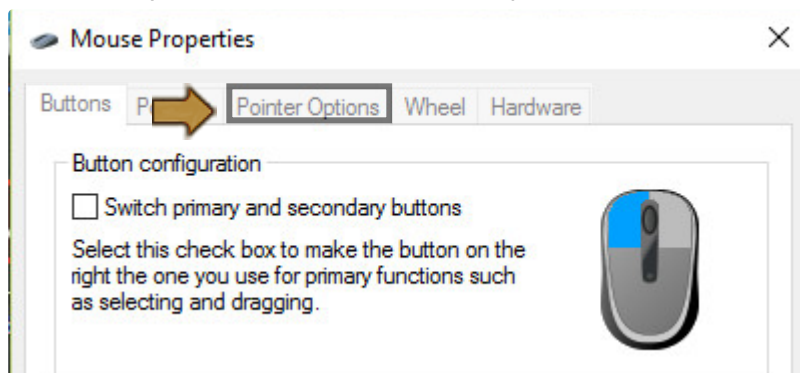 Mouse Properties
Buttons Pointer Options Wheel Hardware
Button configuration
Switch primary and secondary buttons
Select this check box to make the button on the
right the one you use for primary functions such
as selecting and dragging.